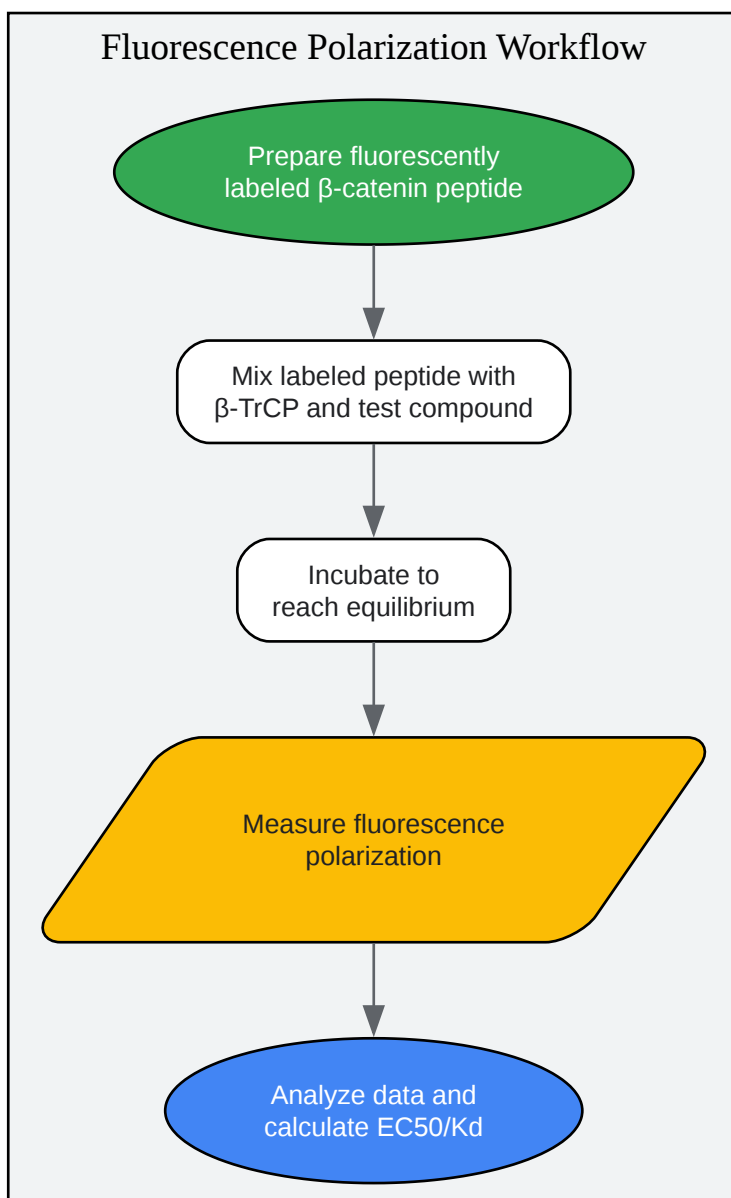 Fluorescence Polarization Workflow
Prepare fluorescently
labeled β-catenin peptide
Mix labeled peptide with
β-TrCP and test compound
Incubate to
reach equilibrium
Measure fluorescence
polarization
Analyze data and
calculate EC50/Kd